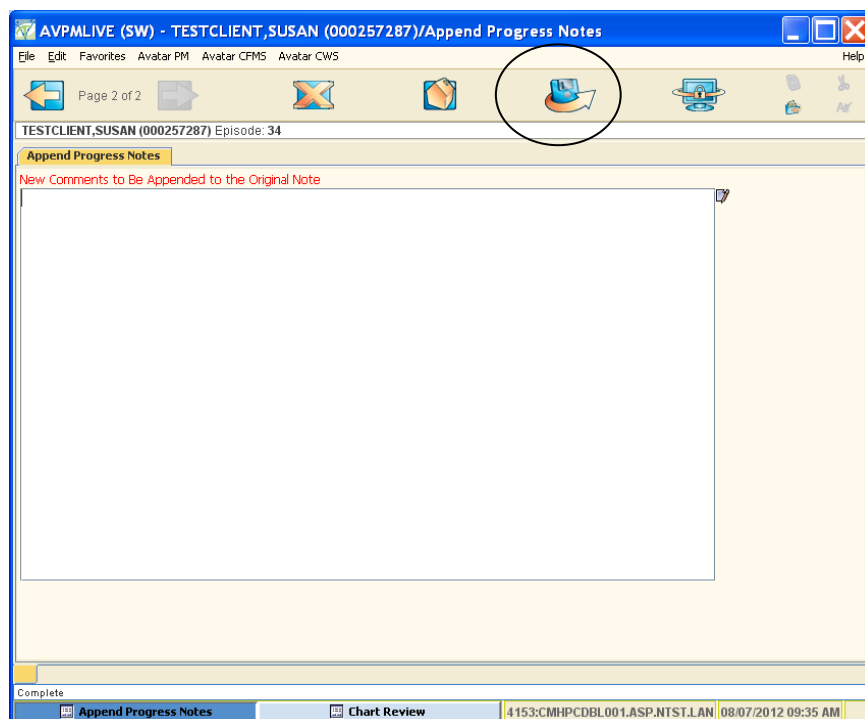 AVPMLIVE (SW) - TESTCLIENT,SUSAN (000257287)/Append Progress Notes
File Edit Favorites Avatar PM Avatar CFMS Avatar CWS Help
Page 2 of 2
TESTCLIENT,SUSAN (000257287) Episode: 34
Append Progress Notes
New Comments to Be Appended to the Original Note
Complete
Append Progress Notes Chart Review 4153:CMHPCDBL001.ASP.NTST.LAN 08/07/2012 09:35 AM